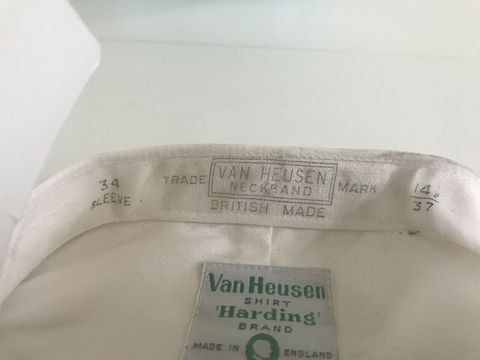 34
SLEEVE
TRADE VAN HEUSEN MARK
NECKBAND
BRITISH MADE
14½
37
Van Heusen
SHIRT
'Harding'
BRAND
MADE IN ENGLAND